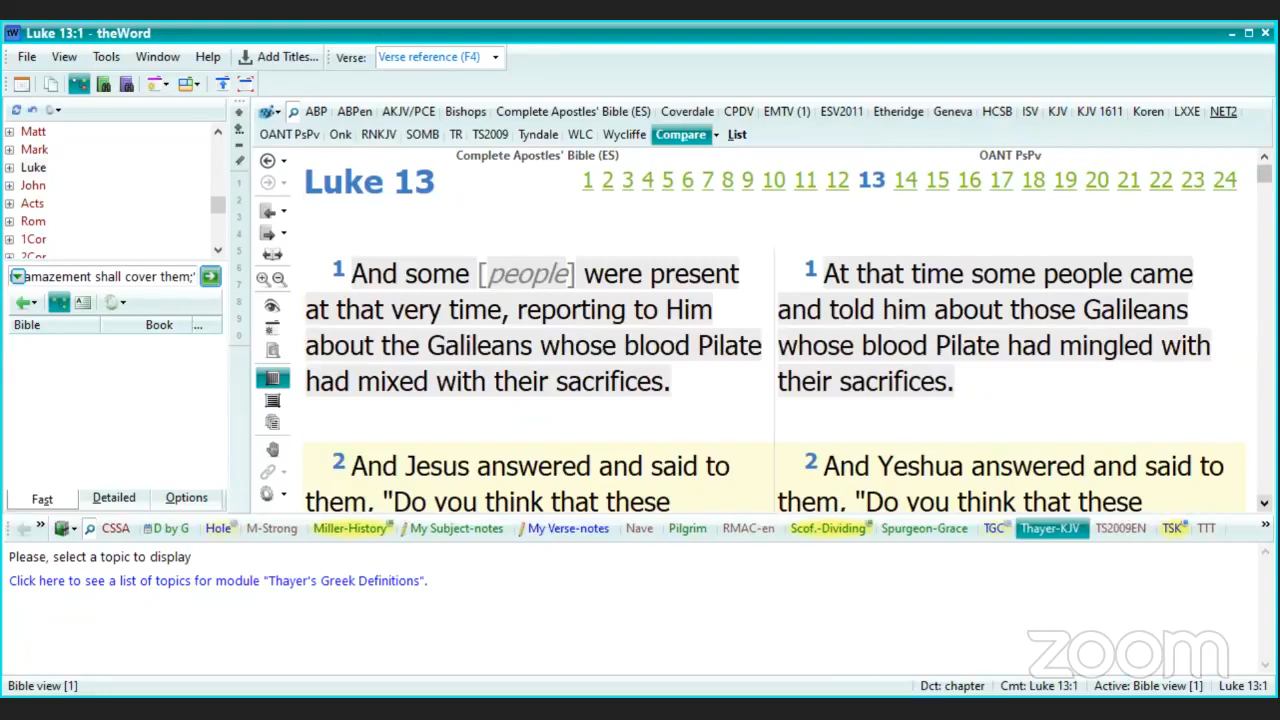 Luke 13:1 - theWord
File View Tools Window Help Add Titles... Verse: Verse reference (F4)
ABP ABPen AKJV/PCE Bishops Complete Apostles' Bible (ES) Coverdale CPDV EMTV (1) ESV2011 Etheridge Geneva HCSB ISV KJV KJV 1611 Koren LXXE NET2
OANT PsPv Onk RNKJV SOMB TR TS2009 Tyndale WLC Wycliffe Compare List
Matt
Mark
Luke
John
Acts
Rom
1Cor
2Cor
amazement shall cover them;'
Bible Book ...
Fast Detailed Options
1
2
3
4
5
6
7
8
9
0
Complete Apostles' Bible (ES) OANT PsPv
Luke 13 1 2 3 4 5 6 7 8 9 10 11 12 13 14 15 16 17 18 19 20 21 22 23 24
1 And some [people] were present
at that very time, reporting to Him
about the Galileans whose blood Pilate
had mixed with their sacrifices.
2 And Jesus answered and said to
them, "Do you think that these
1 At that time some people came
and told him about those Galileans
whose blood Pilate had mingled with
their sacrifices.
2 And Yeshua answered and said to
them, "Do you think that these
CSSA D by G Hole M-Strong Miller-History My Subject-notes My Verse-notes Nave Pilgrim RMAC-en Scof.-Dividing Spurgeon-Grace TGC Thayer-KJV TS2009EN TSK TTT
Please, select a topic to display
Click here to see a list of topics for module "Thayer's Greek Definitions".
zoom
Bible view [1] Dct: chapter Cmt: Luke 13:1 Active: Bible view [1] Luke 13:1